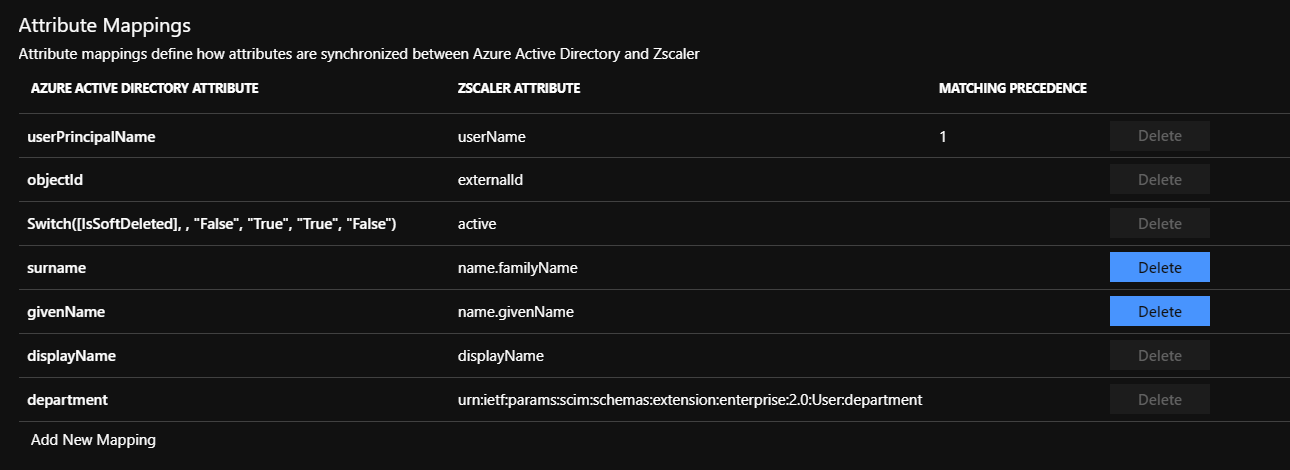 Attribute Mappings
Attribute mappings define how attributes are synchronized between Azure Active Directory and Zscaler
AZURE ACTIVE DIRECTORY ATTRIBUTE ZSCALER ATTRIBUTE MATCHING PRECEDENCE
userPrincipalName userName 1 Delete
objectId externalId Delete
Switch([IsSoftDeleted], , "False", "True", "True", "False") active Delete
surname name.familyName Delete
givenName name.givenName Delete
displayName displayName Delete
department urn:ietf:params:scim:schemas:extension:enterprise:2.0:User:department Delete
Add New Mapping